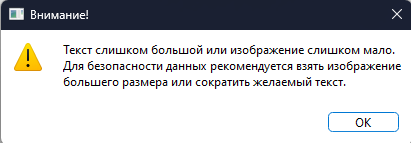 Внимание!
Текст слишком большой или изображение слишком мало.
Для безопасности данных рекомендуется взять изображение
большего размера или сократить желаемый текст.
OK